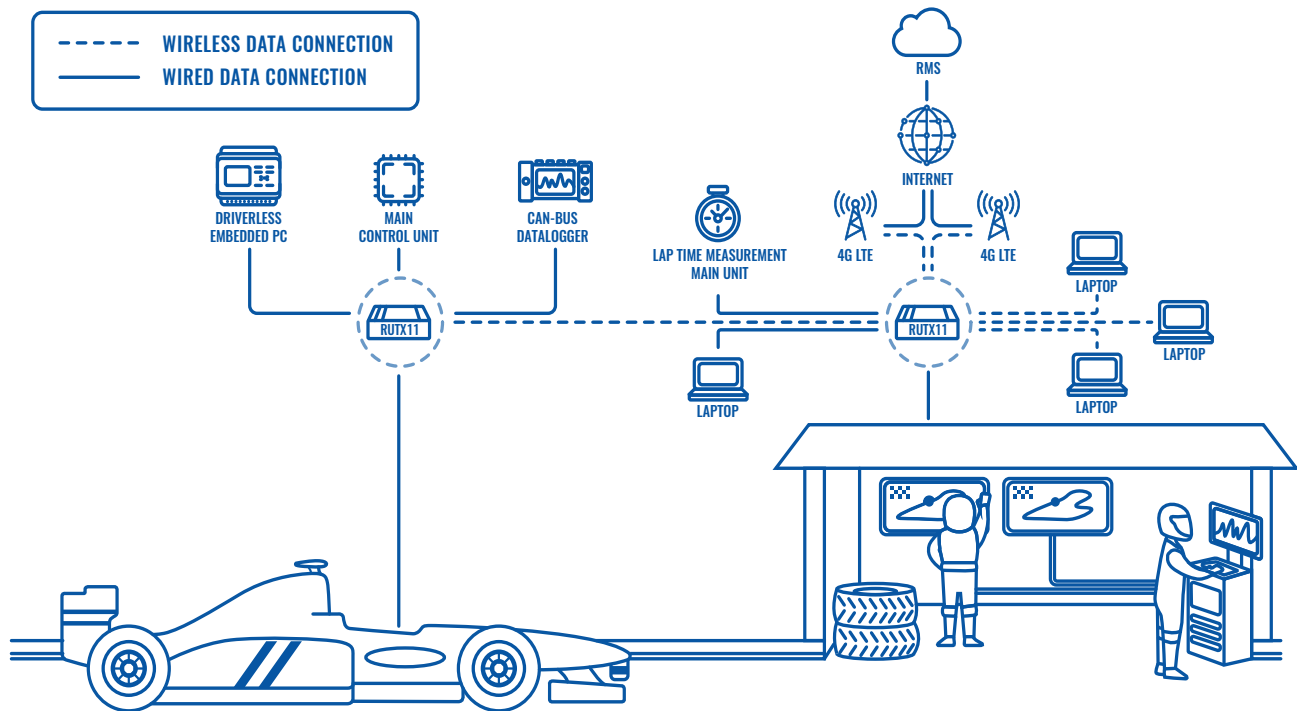 WIRELESS DATA CONNECTION
WIRED DATA CONNECTION
RMS
INTERNET
DRIVERLESS
EMBEDDED PC
MAIN
CONTROL UNIT
CAN-BUS
DATALOGGER
LAP TIME MEASUREMENT
MAIN UNIT
4G LTE
4G LTE
LAPTOP
RUTX11
RUTX11
LAPTOP
LAPTOP
LAPTOP